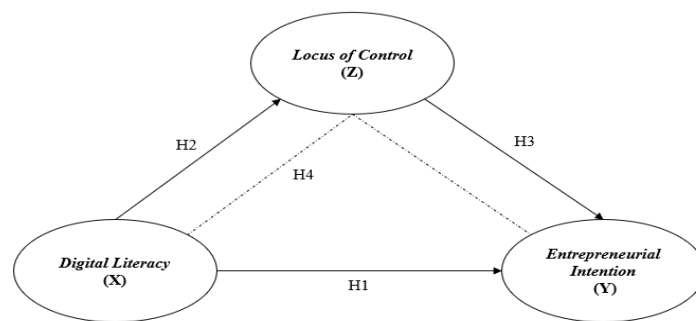 Locus of Control
(Z)
H2
H3
H4
Digital Literacy
(X)
H1
Entrepreneurial
Intention
(Y)